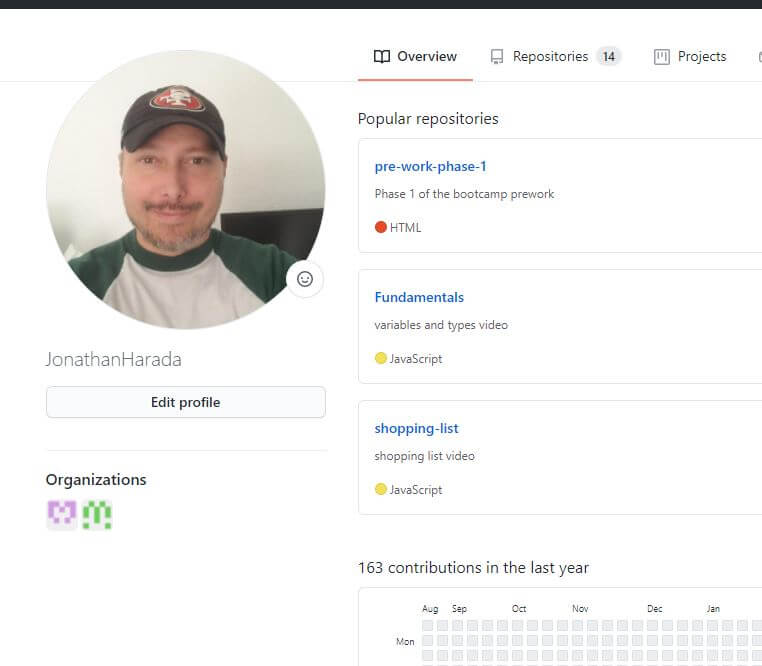 Overview
Repositories 14
Projects
JonathanHarada
Edit profile
Organizations
Popular repositories
pre-work-phase-1
Phase 1 of the bootcamp prework
HTML
Fundamentals
variables and types video
JavaScript
shopping-list
shopping list video
JavaScript
163 contributions in the last year
Aug Sep Oct Nov Dec Jan
Mon